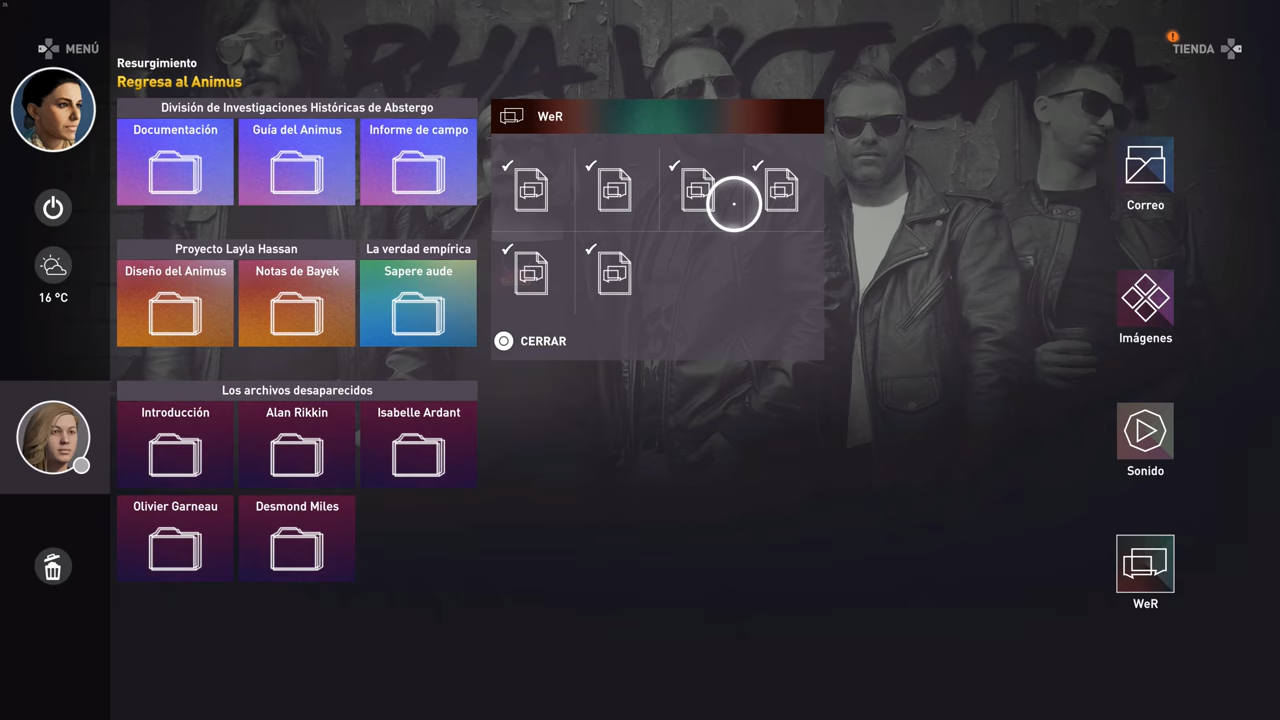 35
MENÚ
TIENDA
Resurgimiento
Regresa al Animus
División de Investigaciones Históricas de Abstergo
Documentación
Guía del Animus
Informe de campo
WeR
Correo
Proyecto Layla Hassan
La verdad empírica
Diseño del Animus
Notas de Bayek
Sapere aude
16 °C
CERRAR
Imágenes
Los archivos desaparecidos
Introducción
Alan Rikkin
Isabelle Ardant
Sonido
Olivier Garneau
Desmond Miles
WeR